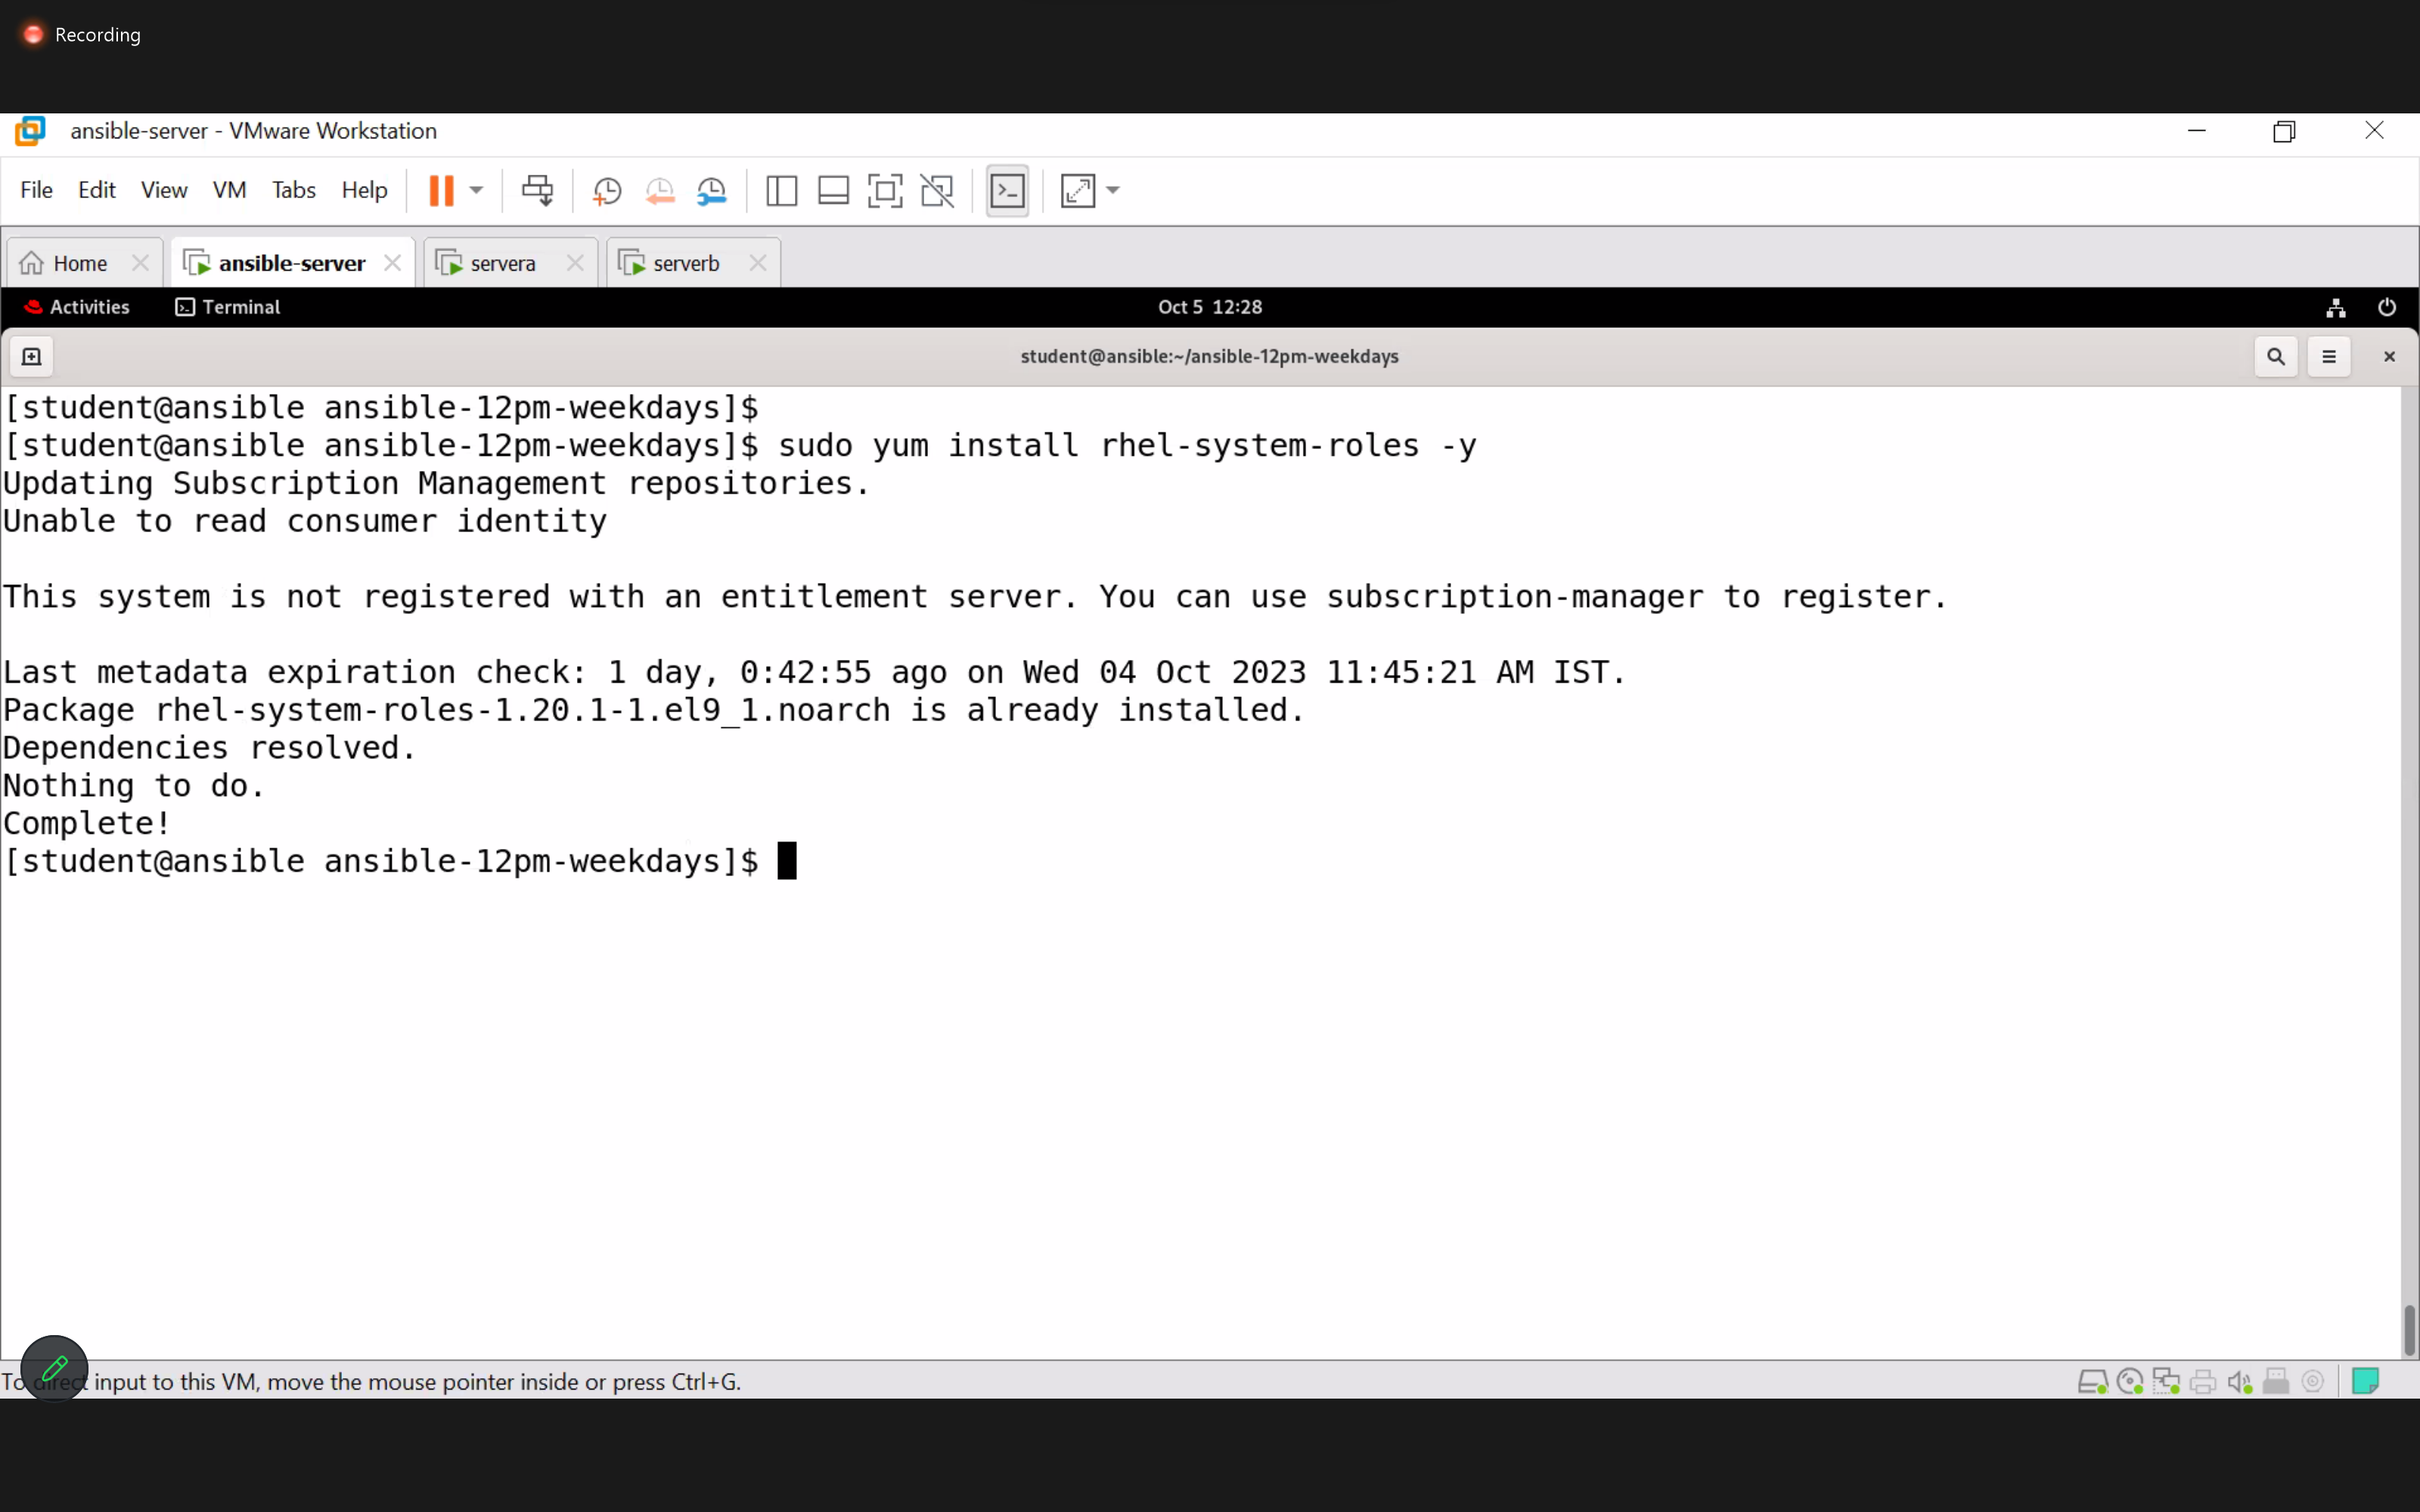 Recording
ansible-server - VMware Workstation
File Edit View VM Tabs Help
Home ansible-server servera serverb
Activities Terminal Oct 5 12:28
student@ansible:~/ansible-12pm-weekdays
[student@ansible ansible-12pm-weekdays]$
[student@ansible ansible-12pm-weekdays]$ sudo yum install rhel-system-roles -y
Updating Subscription Management repositories.
Unable to read consumer identity
This system is not registered with an entitlement server. You can use subscription-manager to register.
Last metadata expiration check: 1 day, 0:42:55 ago on Wed 04 Oct 2023 11:45:21 AM IST.
Package rhel-system-roles-1.20.1-1.el9_1.noarch is already installed.
Dependencies resolved.
Nothing to do.
Complete!
[student@ansible ansible-12pm-weekdays]$
To direct input to this VM, move the mouse pointer inside or press Ctrl+G.